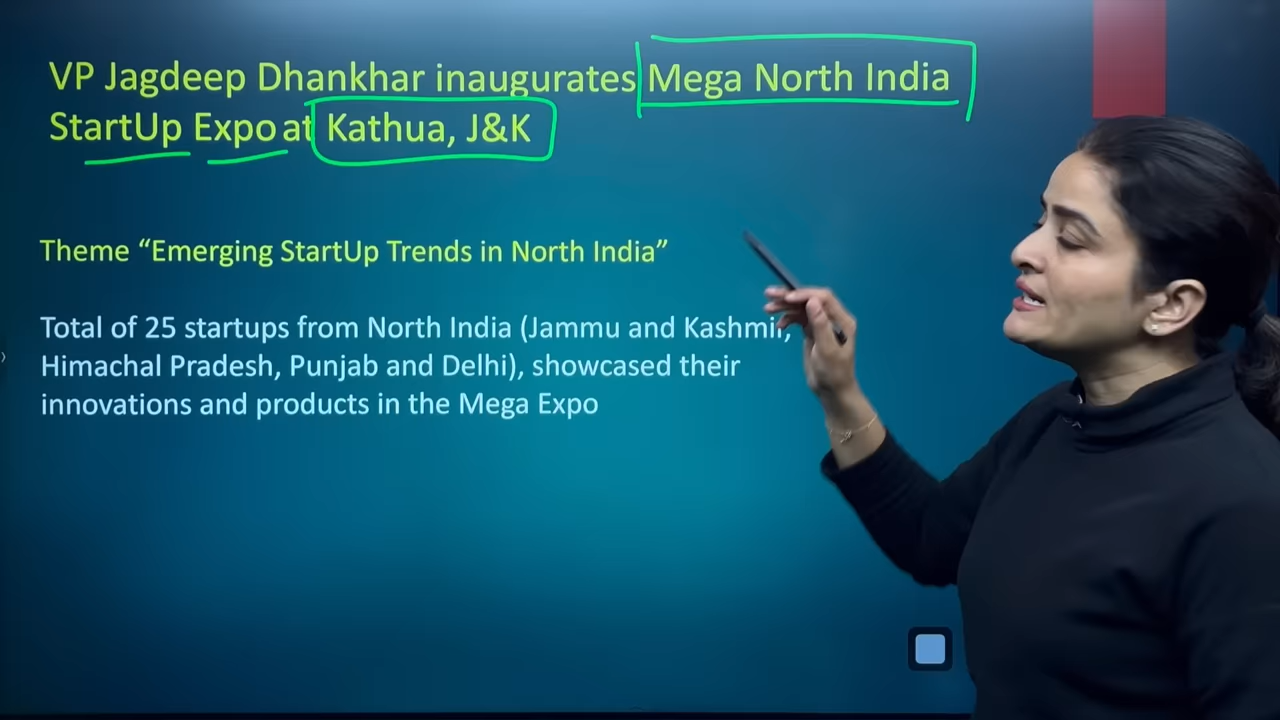 VP Jagdeep Dhankhar inaugurates Mega North India
StartUp Expo at Kathua, J&K
Theme “Emerging StartUp Trends in North India”
Total of 25 startups from North India (Jammu and Kashmir,
Himachal Pradesh, Punjab and Delhi), showcased their
innovations and products in the Mega Expo